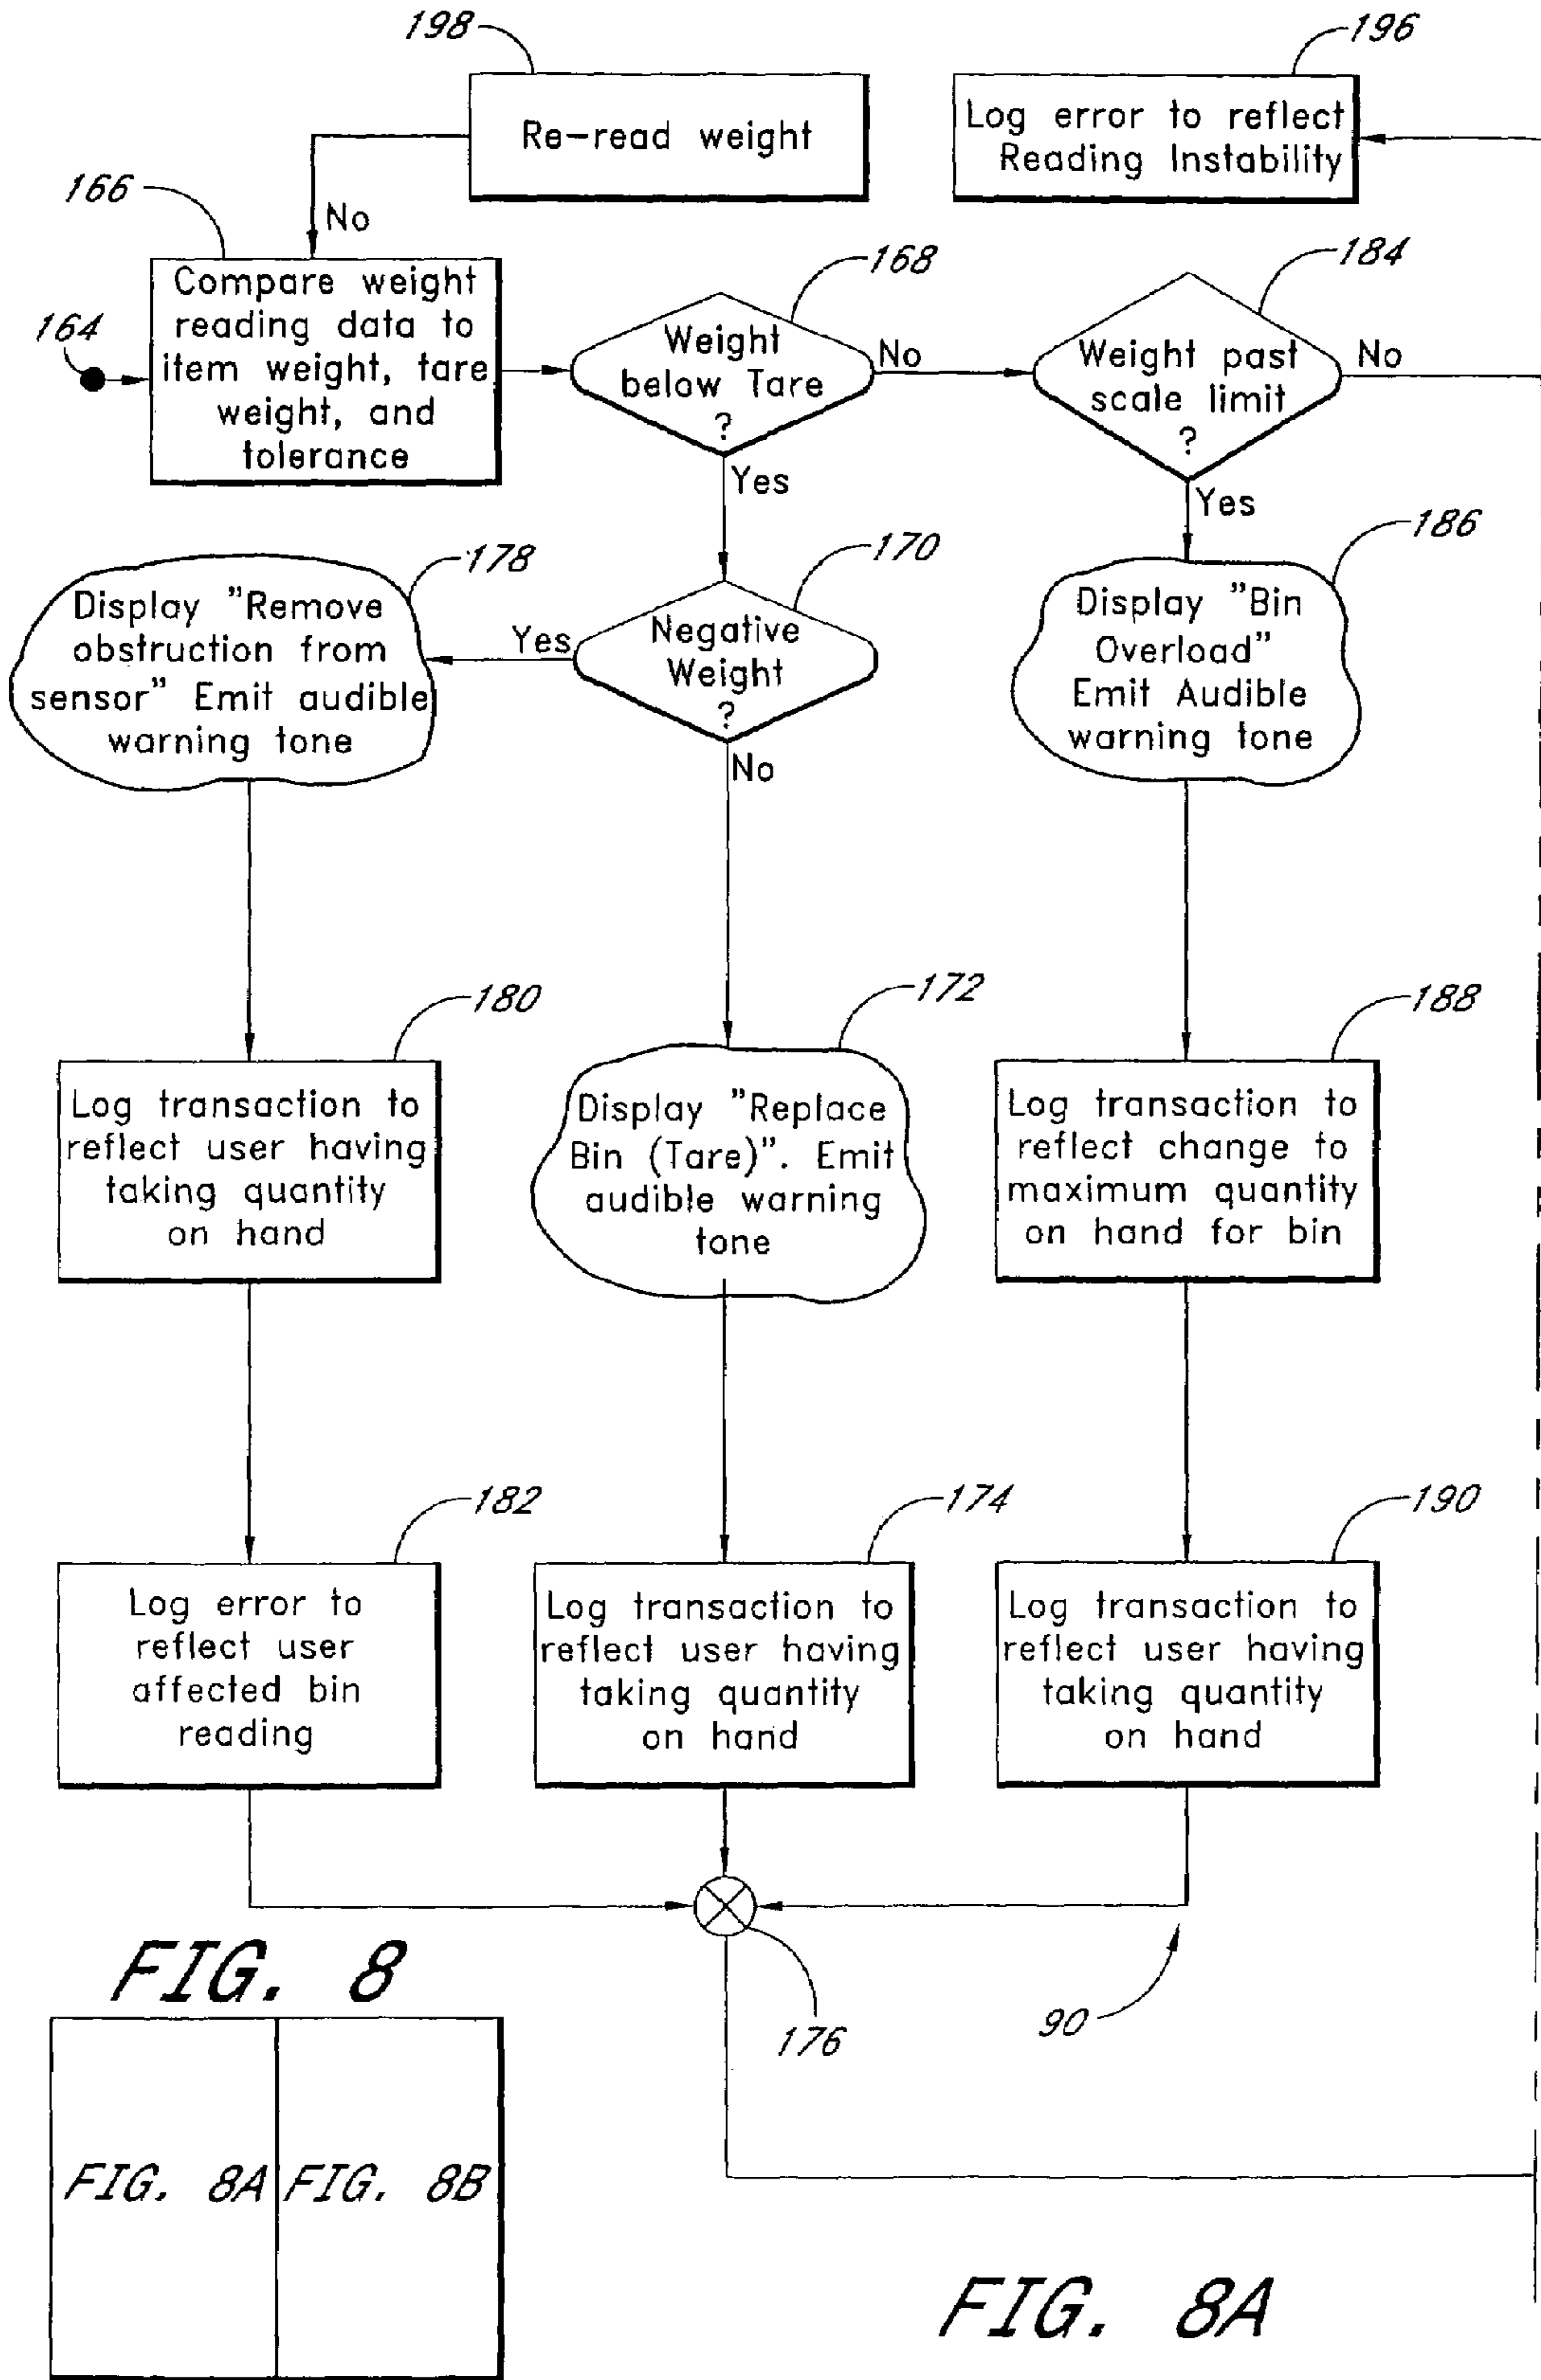 198
196
Re-read weight
Log error to reflect
Reading Instability
166
No
164
Compare weight
reading data to
item weight, tare
weight, and
tolerance
168
Weight
below Tare
?
No
Yes
184
Weight past
scale limit
?
No
Yes
178
Display "Remove
obstruction from
sensor" Emit audible
warning tone
170
Negative
Weight
?
Yes
No
186
Display "Bin
Overload"
Emit Audible
warning tone
180
Log transaction to
reflect user having
taking quantity
on hand
172
Display "Replace
Bin (Tare)". Emit
audible warning
tone
188
Log transaction to
reflect change to
maximum quantity
on hand for bin
182
Log error to
reflect user
affected bin
reading
174
Log transaction to
reflect user having
taking quantity
on hand
190
Log transaction to
reflect user having
taking quantity
on hand
176
90
FIG. 8
FIG. 8A
FIG. 8B
FIG. 8A